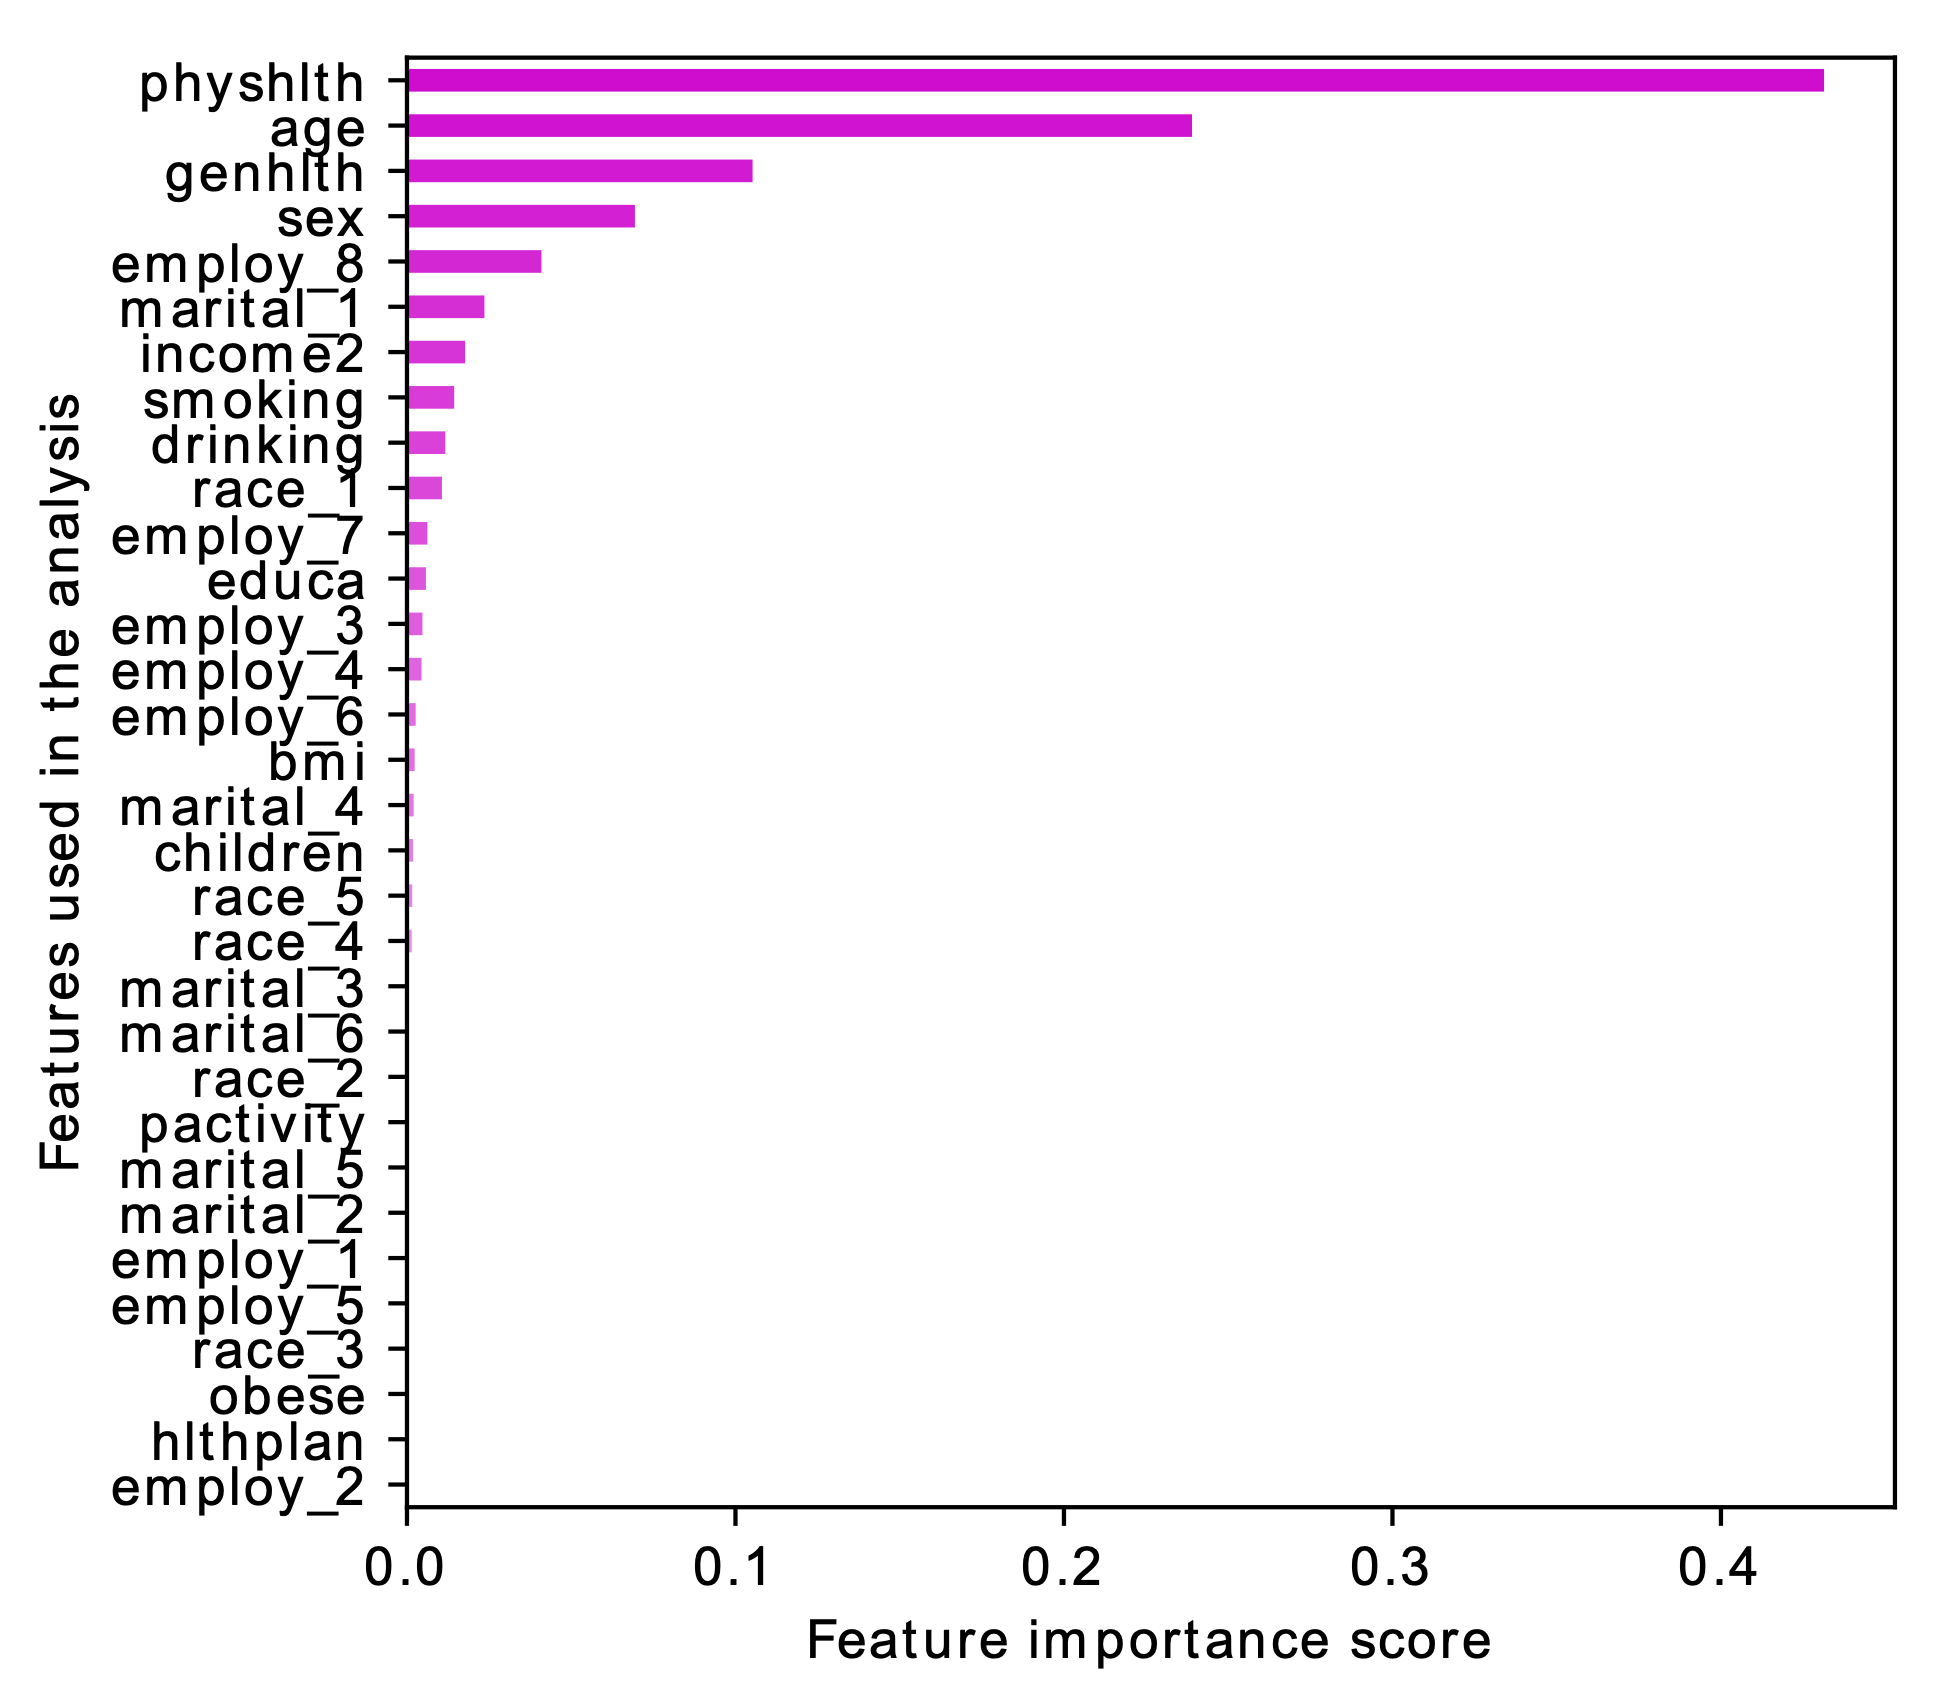 physhlth
age
genhlth
sex
employ_8
marital_1
income2
smoking
drinking
race_1
employ_7
educa
employ_3
employ_4
employ_6
bmi
marital_4
children
race_5
race_4
marital_3
marital_6
race_2
pactivity
marital_5
marital_2
employ_1
employ_5
race_3
obese
hlthplan
employ_2
Features used in the analysis
0.0 0.1 0.2 0.3 0.4
Feature importance score